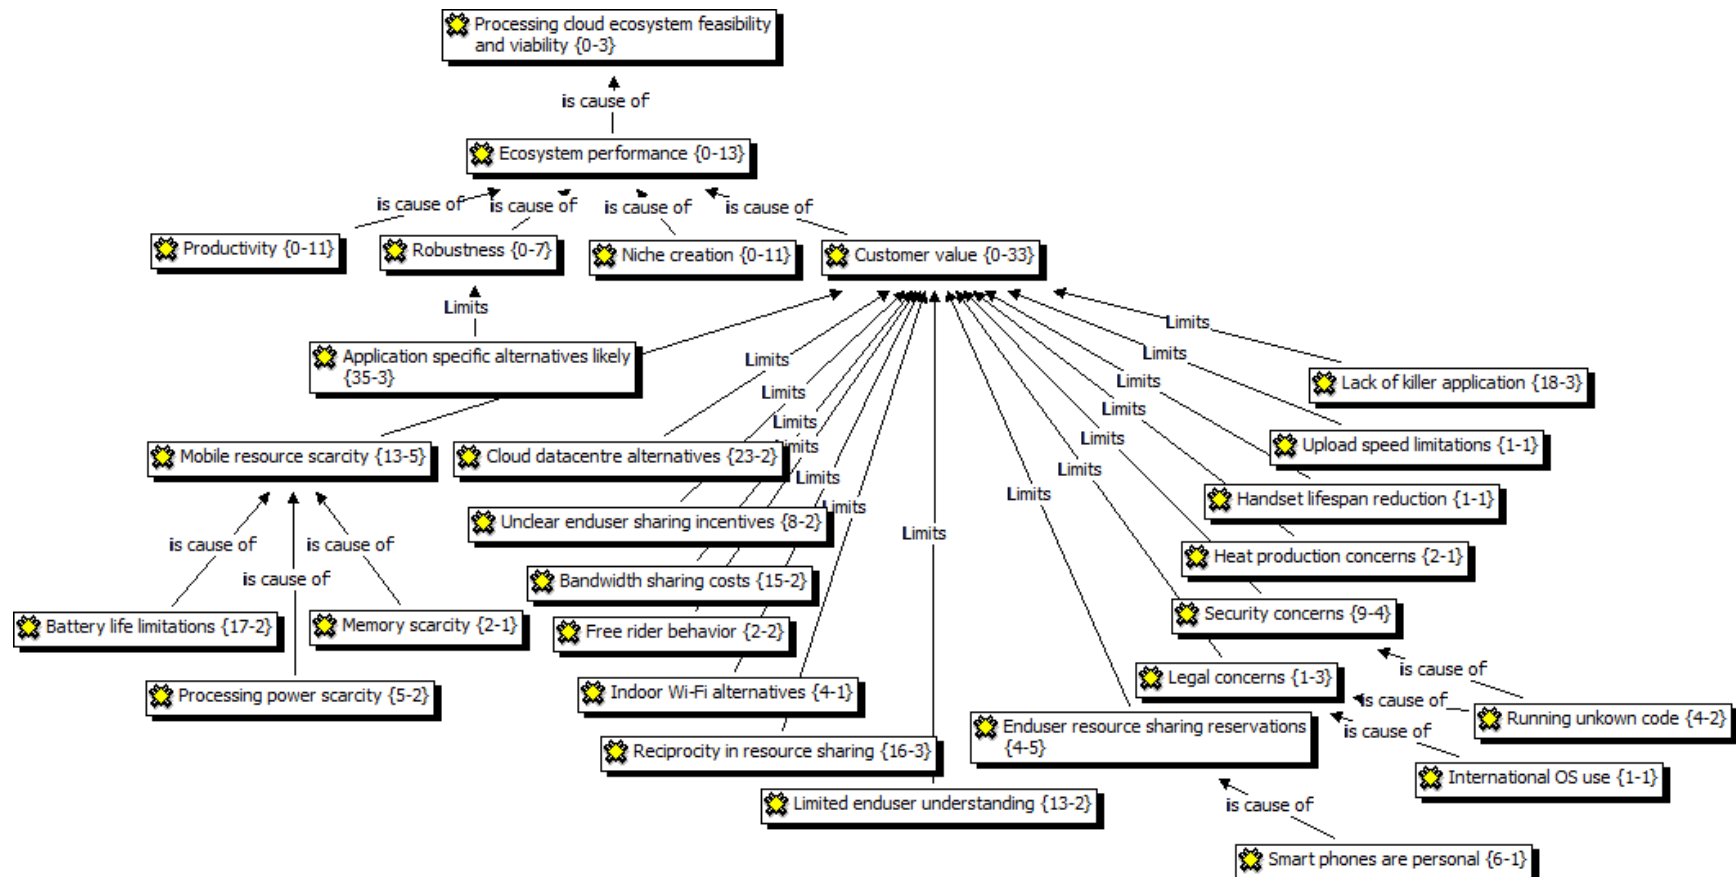 Processing cloud ecosystem feasibility
and viability {0-3}
is cause of
Ecosystem performance {0-13}
is cause of
is cause of
is cause of
is cause of
Productivity {0-11}
Robustness {0-7}
Niche creation {0-11}
Customer value {0-33}
Limits
Limits
Application specific alternatives likely
{35-3}
Limits
Limits
Lack of killer application {18-3}
Limits
Limits
Limits
Limits
Limits
Mobile resource scarcity {13-5}
Cloud datacentre alternatives {23-2}
Limits
Limits
Upload speed limitations {1-1}
Limits
Limits
Limits
Limits
Limits
Unclear enduser sharing incentives {8-2}
Handset lifespan reduction {1-1}
is cause of
is cause of
Limits
Heat production concerns {2-1}
is cause of
Bandwidth sharing costs {15-2}
Battery life limitations {17-2}
Memory scarcity {2-1}
Free rider behavior {2-2}
Security concerns {9-4}
Processing power scarcity {5-2}
Indoor Wi-Fi alternatives {4-1}
Legal concerns {1-3}
is cause of
is cause of
Running unkown code {4-2}
Enduser resource sharing reservations
{4-5}
is cause of
Reciprocity in resource sharing {16-3}
International OS use {1-1}
Limited enduser understanding {13-2}
is cause of
Smart phones are personal {6-1}